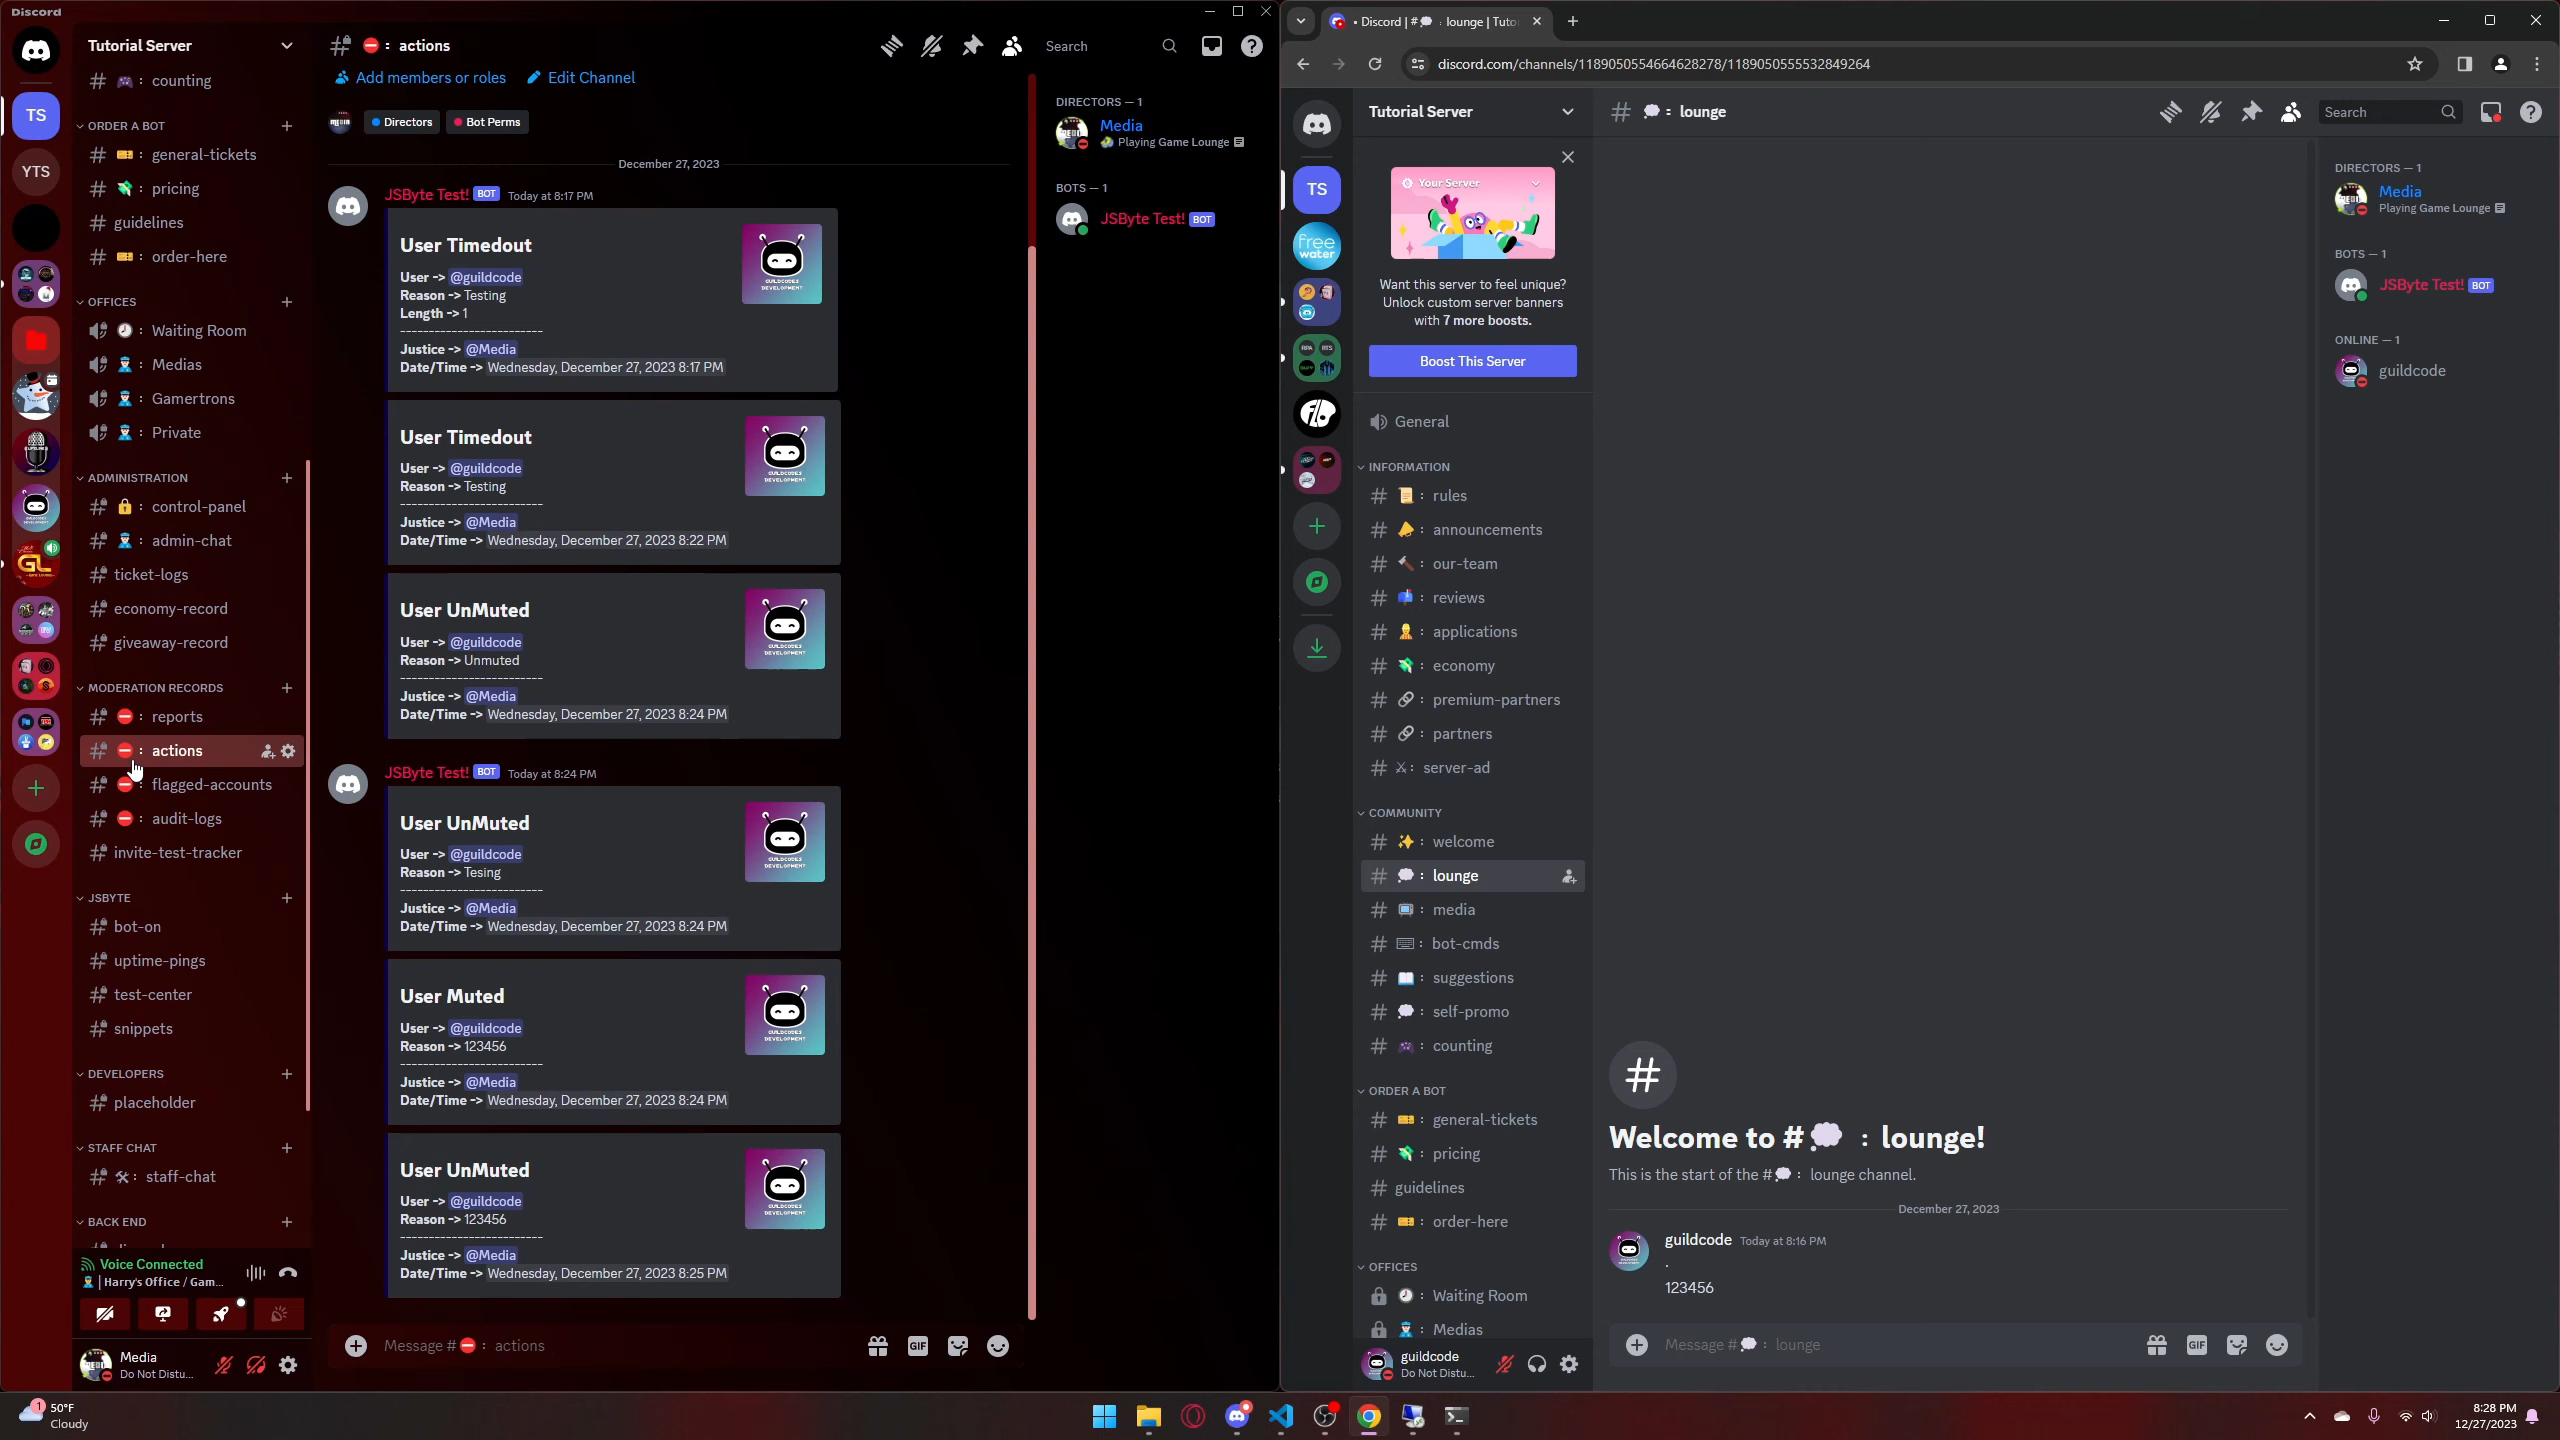 Discord
Tutorial Server
# 🎮 : counting
ORDER A BOT
# 🎫 : general-tickets
# 💸 : pricing
# guidelines
# 🎫 : order-here
OFFICES
🕗 : Waiting Room
: Medias
: Gamertrons
: Private
ADMINISTRATION
# 🔒 : control-panel
# : admin-chat
# ticket-logs
# economy-record
# giveaway-record
MODERATION RECORDS
# ⛔ : reports
# ⛔ : actions
# ⛔ : flagged-accounts
# ⛔ : audit-logs
# invite-test-tracker
JSBYTE
# bot-on
# uptime-pings
# test-center
# snippets
DEVELOPERS
# placeholder
STAFF CHAT
# 🛠 : staff-chat
BACK END
Voice Connected
| Harry's Office / Gam...
Media
Do Not Distu...
TS
YTS
GL
# ⛔ : actions
Search
Add members or roles
Edit Channel
Directors
Bot Perms
December 27, 2023
JSByte Test! BOT Today at 8:17 PM
User Timedout
User -> @guildcode
Reason -> Testing
Length -> 1
-------------------------
Justice -> @Media
Date/Time -> Wednesday, December 27, 2023 8:17 PM
User Timedout
User -> @guildcode
Reason -> Testing
-------------------------
Justice -> @Media
Date/Time -> Wednesday, December 27, 2023 8:22 PM
User UnMuted
User -> @guildcode
Reason -> Unmuted
-------------------------
Justice -> @Media
Date/Time -> Wednesday, December 27, 2023 8:24 PM
JSByte Test! BOT Today at 8:24 PM
User UnMuted
User -> @guildcode
Reason -> Tesing
-------------------------
Justice -> @Media
Date/Time -> Wednesday, December 27, 2023 8:24 PM
User Muted
User -> @guildcode
Reason -> 123456
-------------------------
Justice -> @Media
Date/Time -> Wednesday, December 27, 2023 8:24 PM
User UnMuted
User -> @guildcode
Reason -> 123456
-------------------------
Justice -> @Media
Date/Time -> Wednesday, December 27, 2023 8:25 PM
Message #⛔ : actions
GIF
DIRECTORS — 1
Media
Playing Game Lounge
BOTS — 1
JSByte Test! BOT
• Discord | #💭 : lounge | Tuto
discord.com/channels/1189050554664628278/1189050555532849264
TS
free water
Tutorial Server
Your Server
Want this server to feel unique?
Unlock custom server banners
with 7 more boosts.
Boost This Server
General
INFORMATION
# 📜 : rules
# 📣 : announcements
# 🔨 : our-team
# 📬 : reviews
# : applications
# 💸 : economy
# 🔗 : premium-partners
# 🔗 : partners
# ⚔ : server-ad
COMMUNITY
# ✨ : welcome
# 💭 : lounge
# 📺 : media
# ⌨ : bot-cmds
# 📖 : suggestions
# 💭 : self-promo
# 🎮 : counting
ORDER A BOT
# 🎫 : general-tickets
# 💸 : pricing
# guidelines
# 🎫 : order-here
OFFICES
🕗 : Waiting Room
: Medias
guildcode
Do Not Distu...
# 💭 : lounge
Search
Welcome to #💭 : lounge!
This is the start of the #💭 : lounge channel.
December 27, 2023
guildcode Today at 8:16 PM
.
123456
Message #💭 : lounge
GIF
DIRECTORS — 1
Media
Playing Game Lounge
BOTS — 1
JSByte Test! BOT
ONLINE — 1
guildcode
1
50°F
Cloudy
8:28 PM
12/27/2023